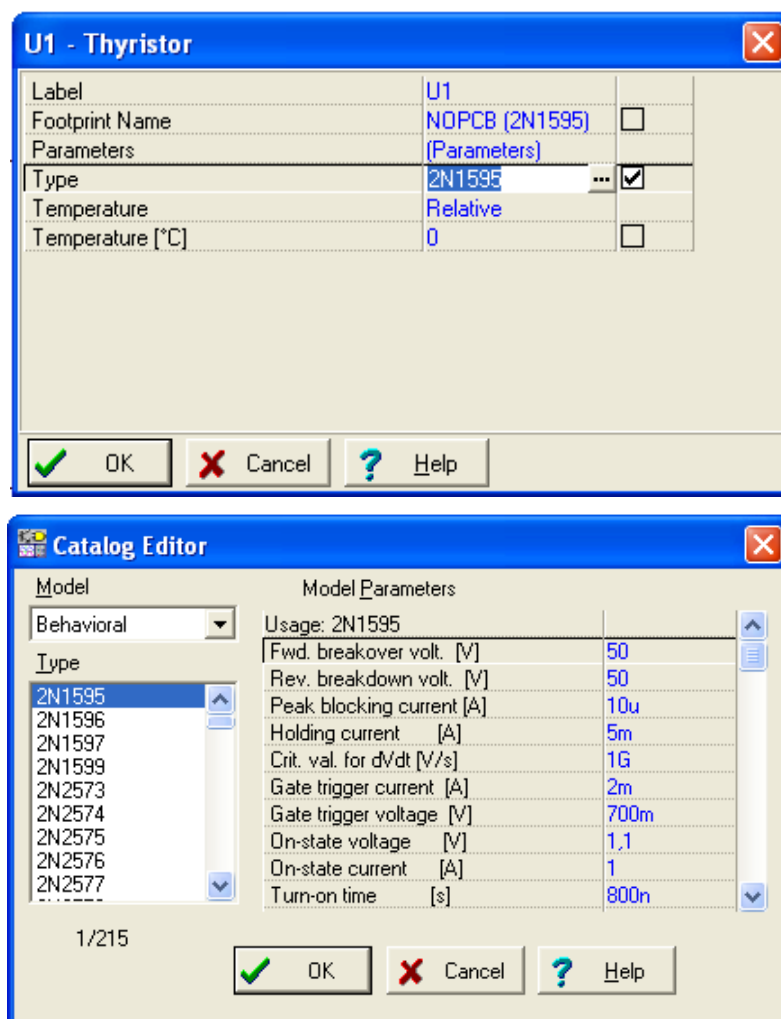 U1 - Thyristor
Label U1
Footprint Name NOPCB (2N1595)
Parameters (Parameters)
Type 2N1595 ...
Temperature Relative
Temperature [°C] 0
OK Cancel ? Help
Catalog Editor
Model Model Parameters
Behavioral Usage: 2N1595
Fwd. breakover volt. [V] 50
Type Rev. breakdown volt. [V] 50
2N1595 Peak blocking current [A] 10u
2N1596 Holding current [A] 5m
2N1597 Crit. val. for dVdt [V/s] 1G
2N1599 Gate trigger current [A] 2m
2N2573 Gate trigger voltage [V] 700m
2N2574 On-state voltage [V] 1,1
2N2575 On-state current [A] 1
2N2576 Turn-on time [s] 800n
2N2577
1/215
OK Cancel ? Help